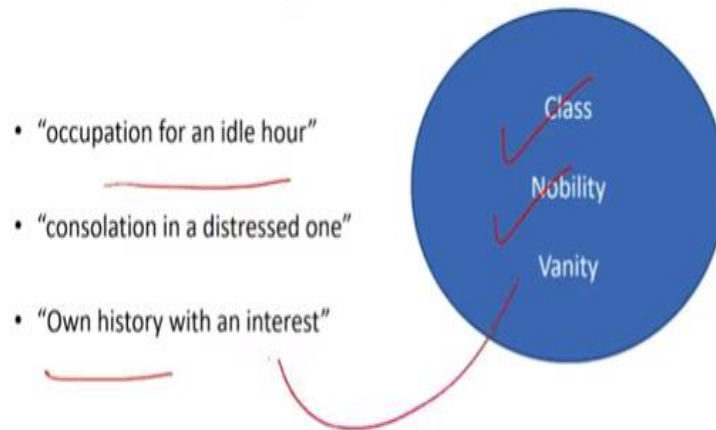 • “occupation for an idle hour”
• “consolation in a distressed one”
• “Own history with an interest”
Class
Nobility
Vanity